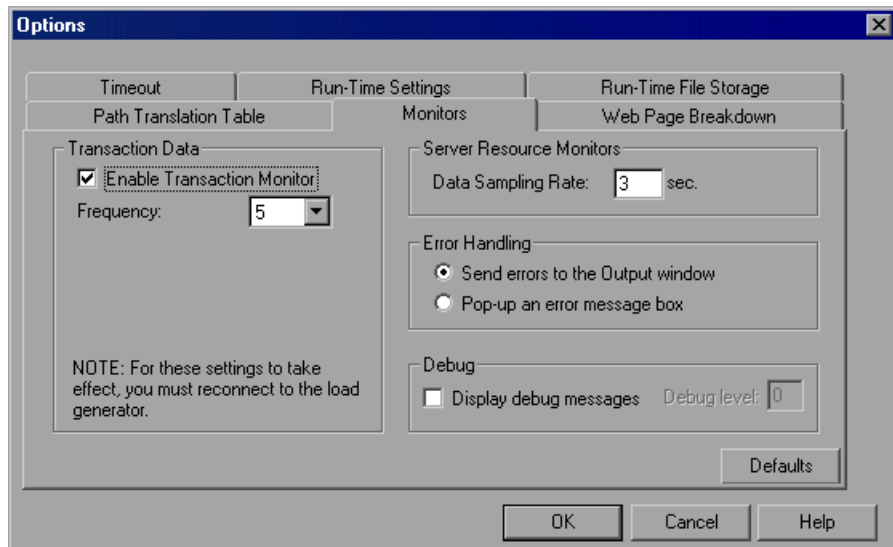 Options
Timeout
Run-Time Settings
Run-Time File Storage
Path Translation Table
Monitors
Web Page Breakdown
Transaction Data
Enable Transaction Monitor
Frequency: 5
NOTE: For these settings to take
effect, you must reconnect to the load
generator.
Server Resource Monitors
Data Sampling Rate: 3 sec.
Error Handling
Send errors to the Output window
Pop-up an error message box
Debug
Display debug messages Debug level: 0
Defaults
OK
Cancel
Help